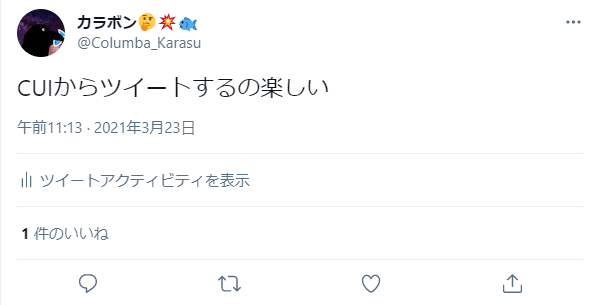 カラボン🤔💥🐟
@Columba_Karasu
CUIからツイートするの楽しい
午前11:13 · 2021年3月23日
ツイートアクティビティを表示
1 件のいいね